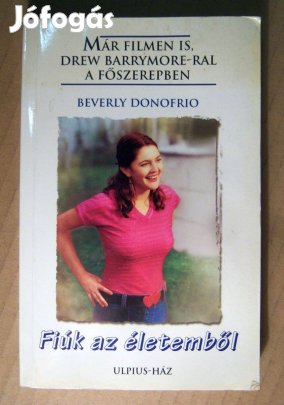 Jófogás
MÁR FILMEN IS,
DREW BARRYMORE-RAL
A FŐSZEREPBEN
BEVERLY DONOFRIO
Fiúk az életemből
ULPIUS-HÁZ